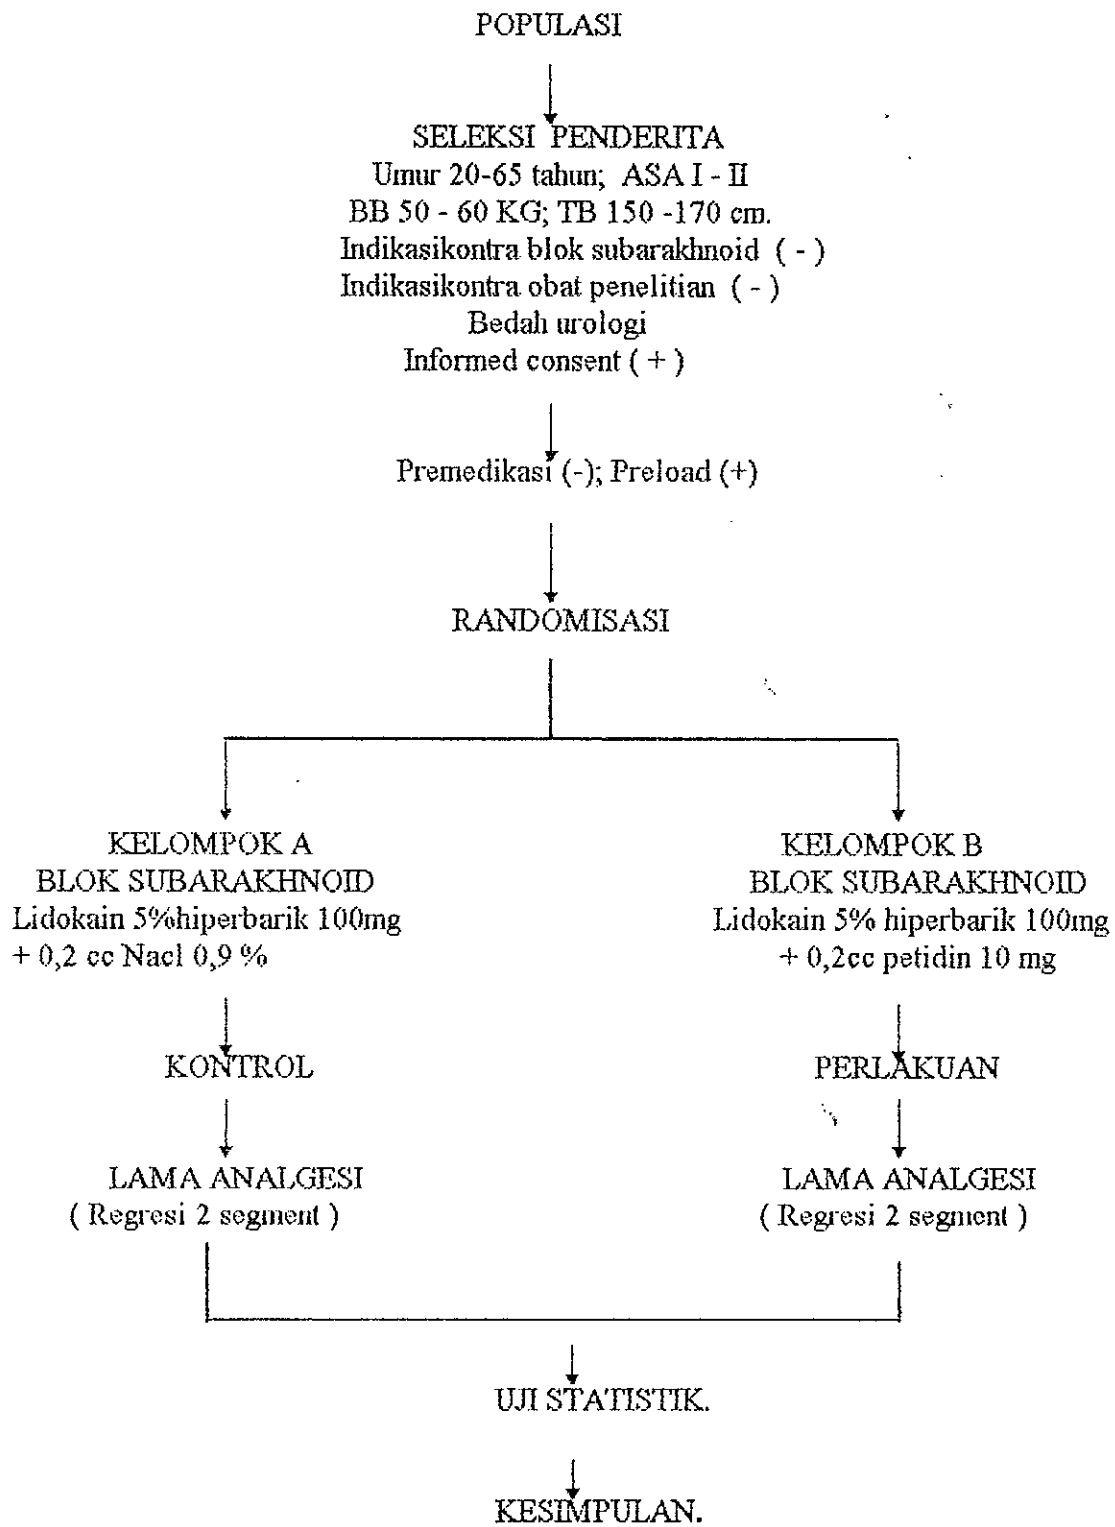 POPULASI
SELEKSI PENDERITA
Umur 20-65 tahun; ASA I - II
BB 50 - 60 KG; TB 150 -170 cm.
Indikasikontra blok subarakhnoid ( - )
Indikasikontra obat penelitian ( - )
Bedah urologi
Informed consent ( + )
Premedikasi (-); Preload (+)
RANDOMISASI
KELOMPOK A
BLOK SUBARAKHNOID
Lidokain 5%hiperbarik 100mg
+ 0,2 cc Nacl 0,9 %
KONTROL
LAMA ANALGESI
( Regresi 2 segment )
KELOMPOK B
BLOK SUBARAKHNOID
Lidokain 5% hiperbarik 100mg
+ 0,2cc petidin 10 mg
PERLAKUAN
LAMA ANALGESI
( Regresi 2 segment )
UJI STATISTIK.
KESIMPULAN.